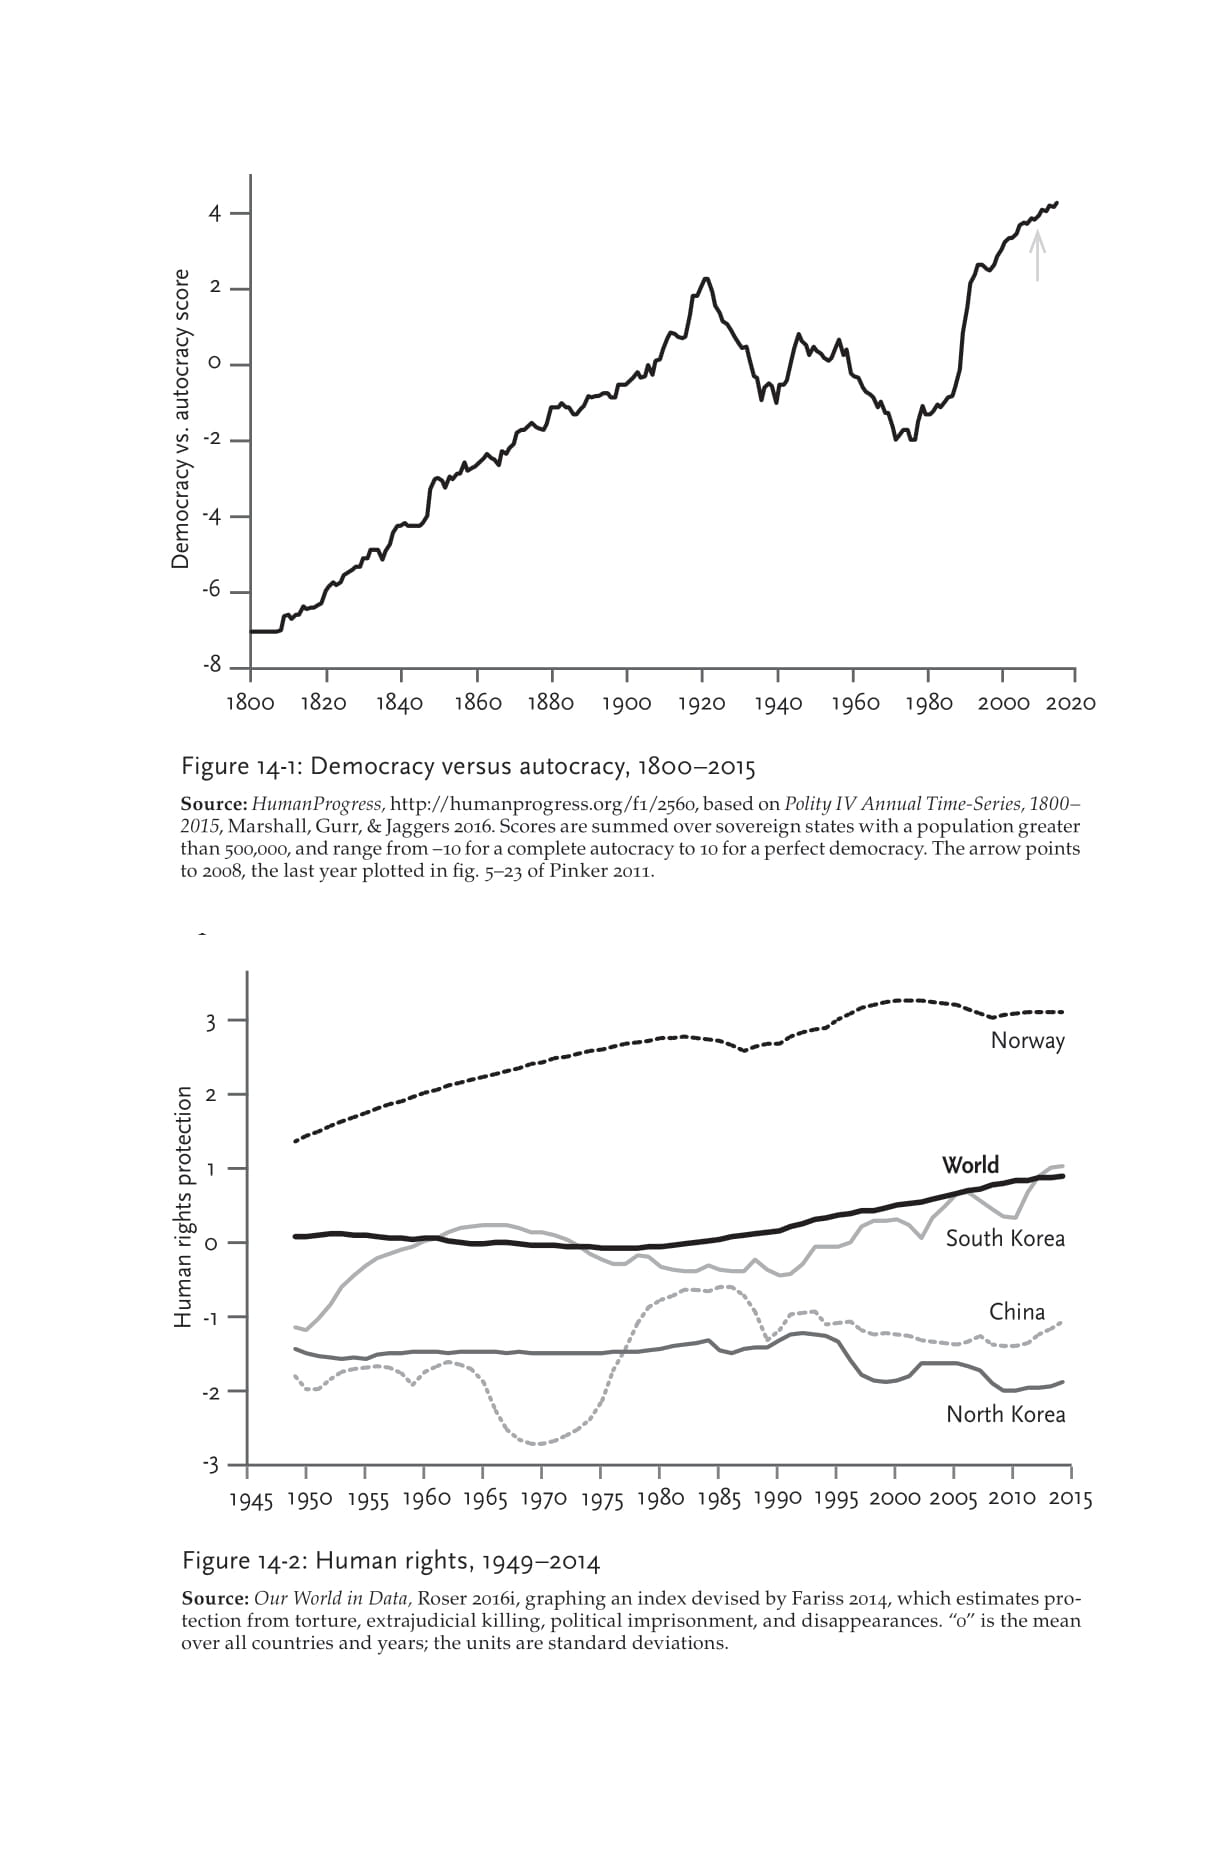 Democracy vs. autocracy score
4
2
0
-2
-4
-6
-8
1800 1820 1840 1860 1880 1900 1920 1940 1960 1980 2000 2020
Figure 14-1: Democracy versus autocracy, 1800–2015
Source: HumanProgress, http://humanprogress.org/f1/2560, based on Polity IV Annual Time-Series, 1800–
2015, Marshall, Gurr, & Jaggers 2016. Scores are summed over sovereign states with a population greater
than 500,000, and range from –10 for a complete autocracy to 10 for a perfect democracy. The arrow points
to 2008, the last year plotted in fig. 5–23 of Pinker 2011.
Human rights protection
3
2
1
0
-1
-2
-3
Norway
World
South Korea
China
North Korea
1945 1950 1955 1960 1965 1970 1975 1980 1985 1990 1995 2000 2005 2010 2015
Figure 14-2: Human rights, 1949–2014
Source: Our World in Data, Roser 2016i, graphing an index devised by Fariss 2014, which estimates pro-
tection from torture, extrajudicial killing, political imprisonment, and disappearances. “0” is the mean
over all countries and years; the units are standard deviations.